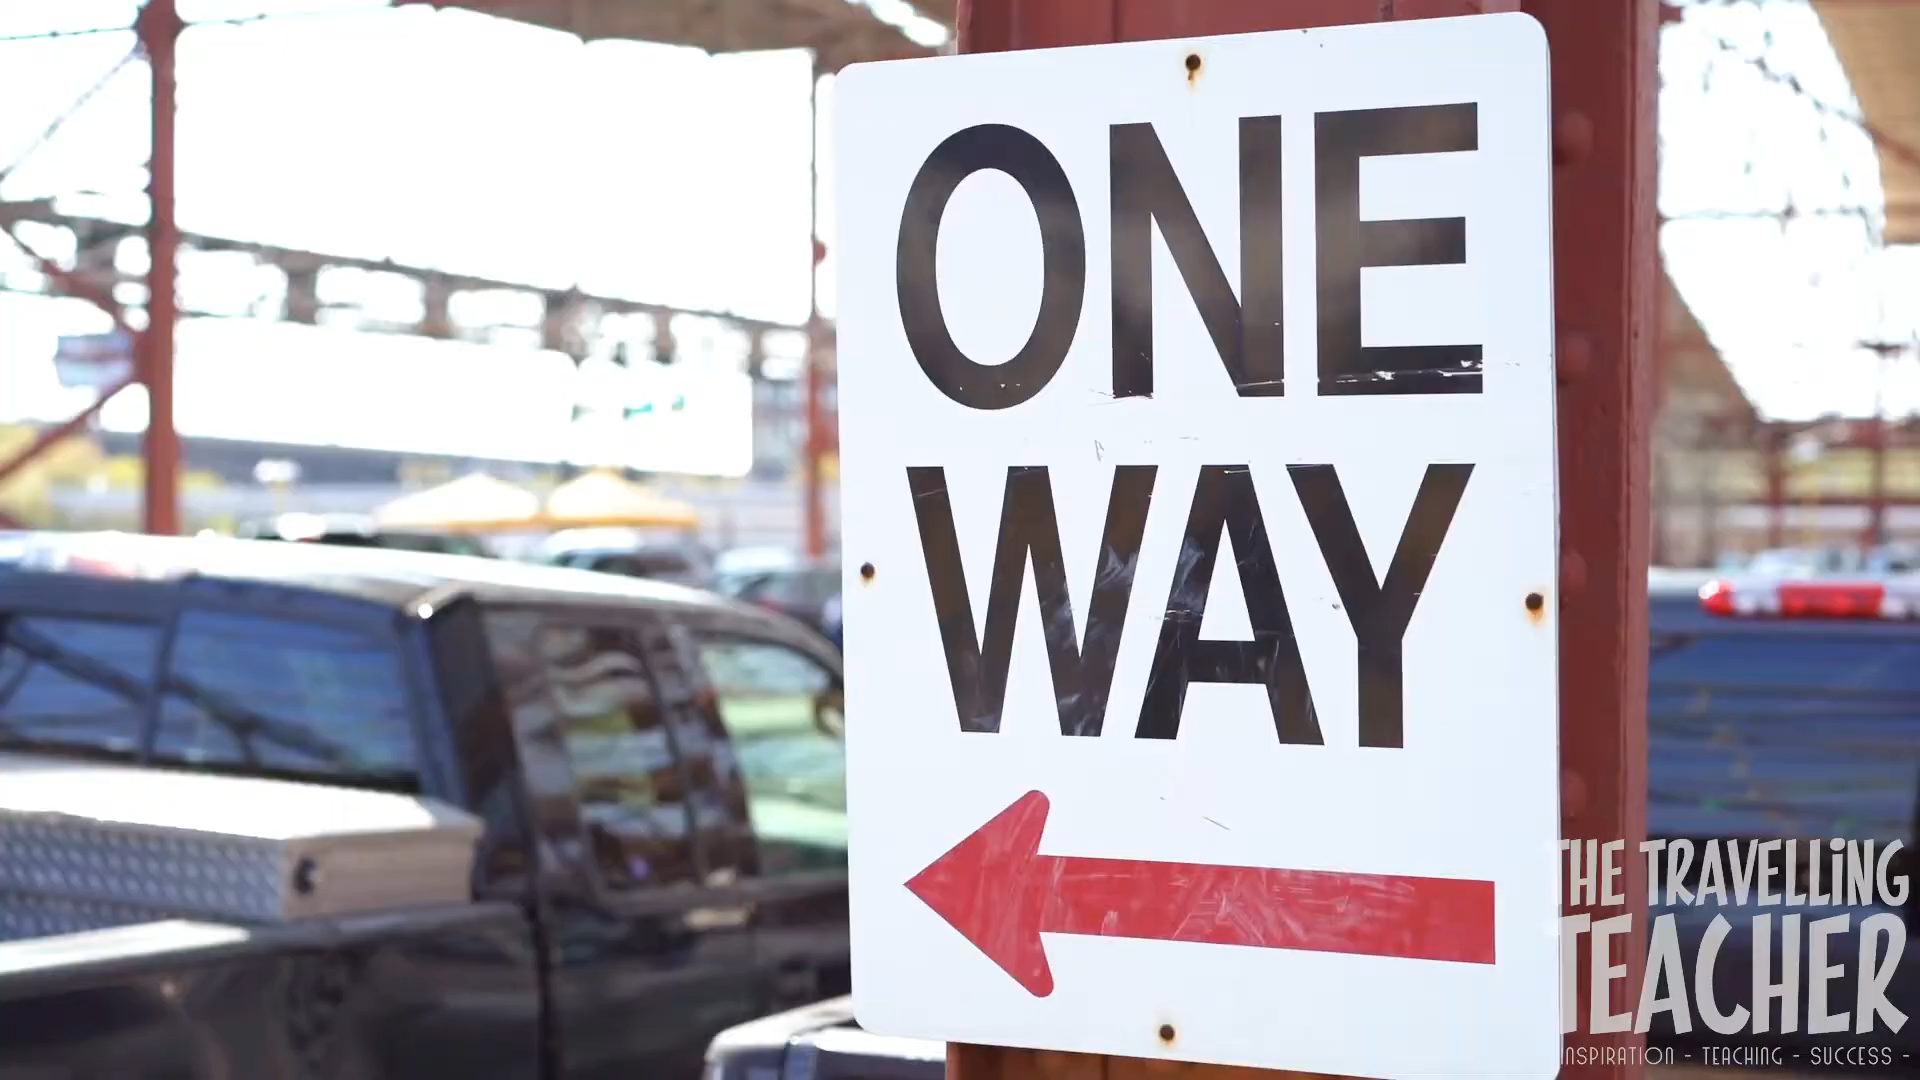 ONE
WAY
THE TRAVELLiNG
TEACHER
INSPIRATION - TEACHING - SUCCESS -